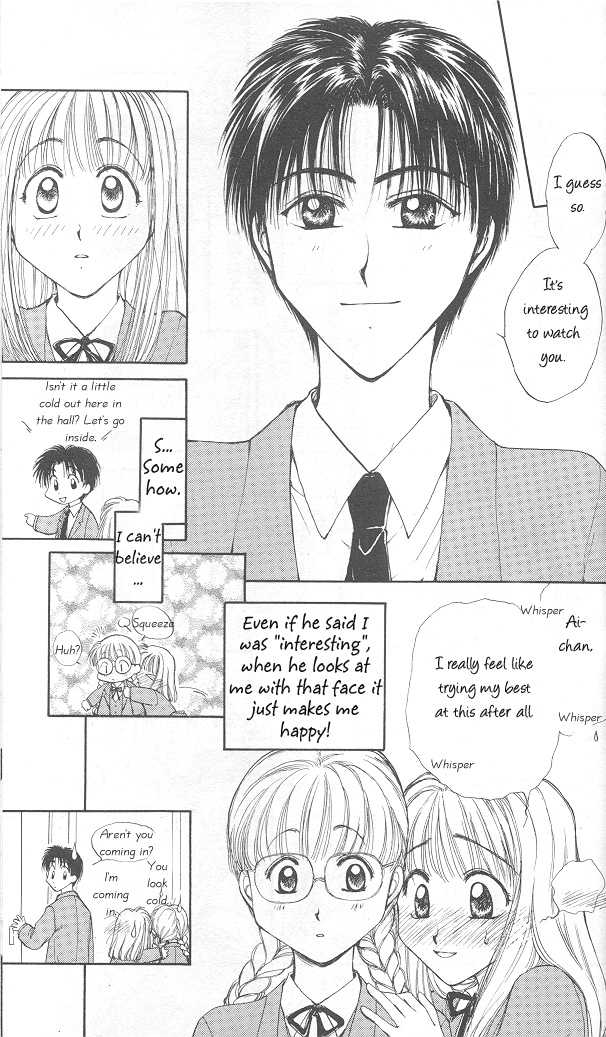 I guess
so.
It's
interesting
to watch
you.
Isn't it a little
cold out here in
the hall? Let's go
inside.
S...
Some
how.
I can't
believe
...
Squeeze
Huh?
Even if he said I
was "interesting",
when he looks at
me with that face it
just makes me
happy!
Whisper
Ai-
chan,
I really feel like
trying my best
at this after all
Whisper
Whisper
Aren't you
coming in?
I'm
coming
in.
You
look
cold.